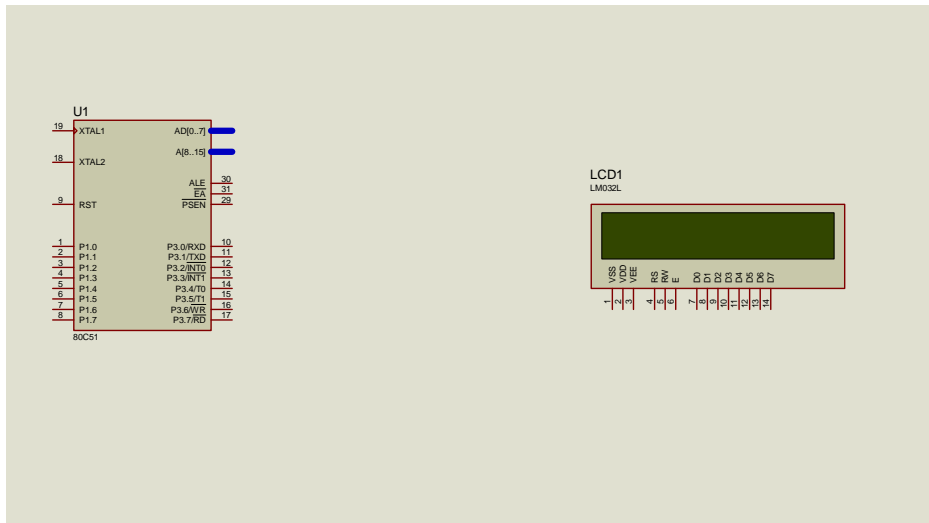 U1
19 XTAL1 AD[0..7]
A[8..15]
18 XTAL2
ALE 30
EA 31
9 RST PSEN 29
1 P1.0 P3.0/RXD 10
2 P1.1 P3.1/TXD 11
3 P1.2 P3.2/INT0 12
4 P1.3 P3.3/INT1 13
5 P1.4 P3.4/T0 14
6 P1.5 P3.5/T1 15
7 P1.6 P3.6/WR 16
8 P1.7 P3.7/RD 17
80C51
LCD1
LM032L
VSS VDD VEE RS RW E D0 D1 D2 D3 D4 D5 D6 D7
1 2 3 4 5 6 7 8 9 10 11 12 13 14